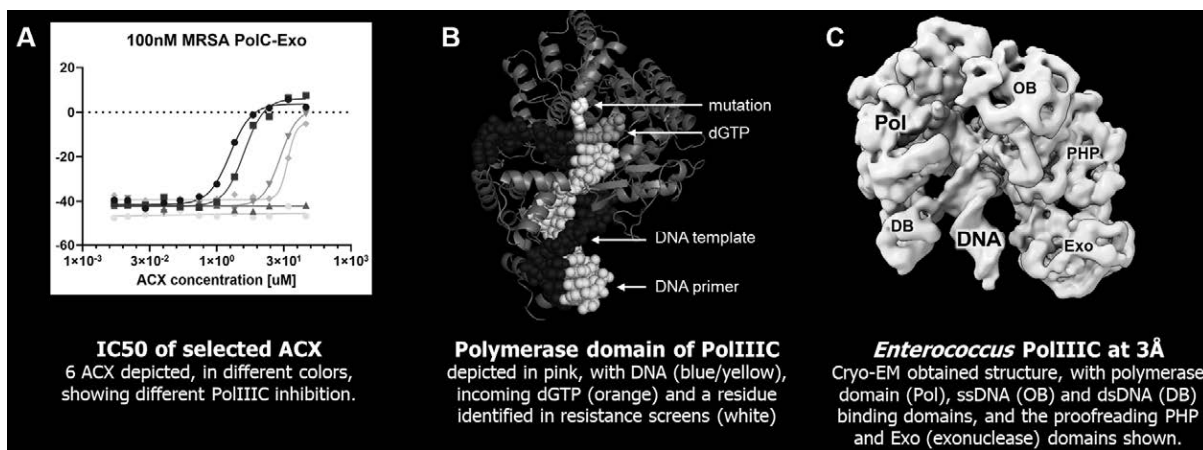 A
100nM MRSA PolC-Exo
20
0
-20
-40
-60
1×10⁻³
3×10⁻²
1×10⁰
3×10¹
1×10³
ACX concentration [uM]
IC50 of selected ACX
6 ACX depicted, in different colors,
showing different PolIIIC inhibition.
B
mutation
dGTP
DNA template
DNA primer
Polymerase domain of PolIIIC
depicted in pink, with DNA (blue/yellow),
incoming dGTP (orange) and a residue
identified in resistance screens (white)
C
OB
Pol
PHP
DB
DNA
Exo
Enterococcus PolIIIC at 3Å
Cryo-EM obtained structure, with polymerase
domain (Pol), ssDNA (OB) and dsDNA (DB)
binding domains, and the proofreading PHP
and Exo (exonuclease) domains shown.